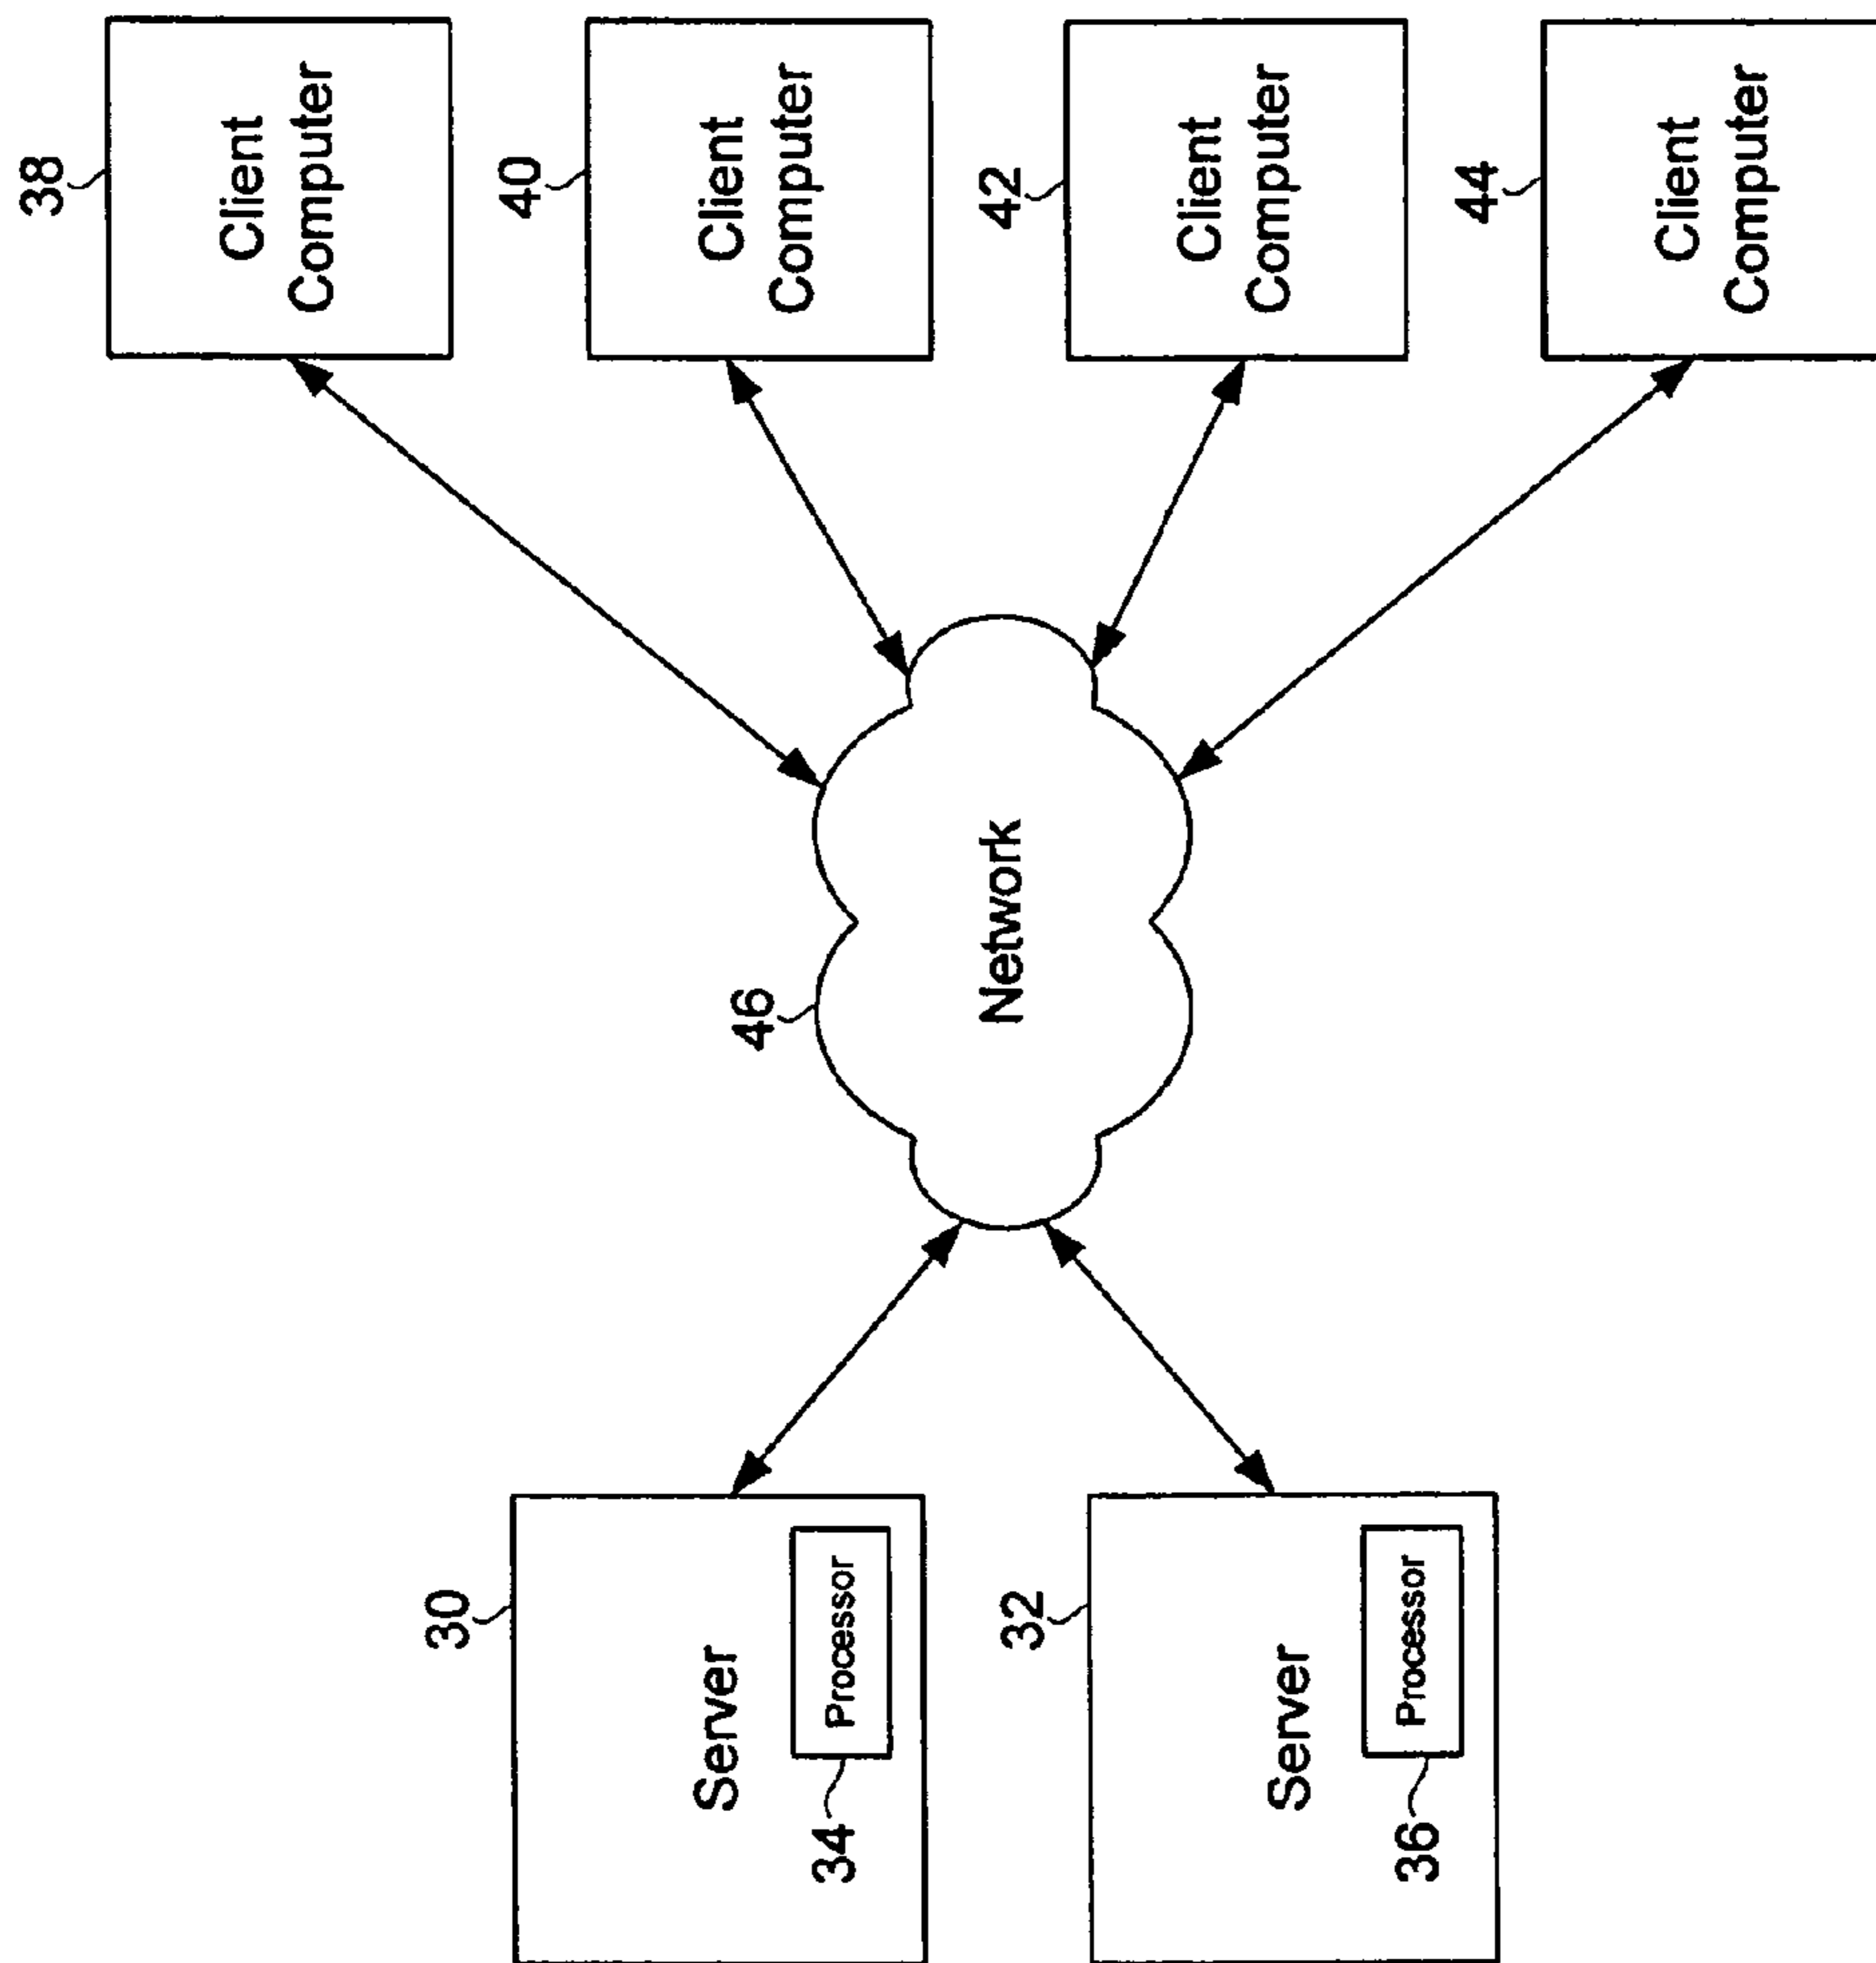 30
Server
Processor
34
32
Server
Processor
36
46
Network
38
Client
Computer
40
Client
Computer
42
Client
Computer
44
Client
Computer